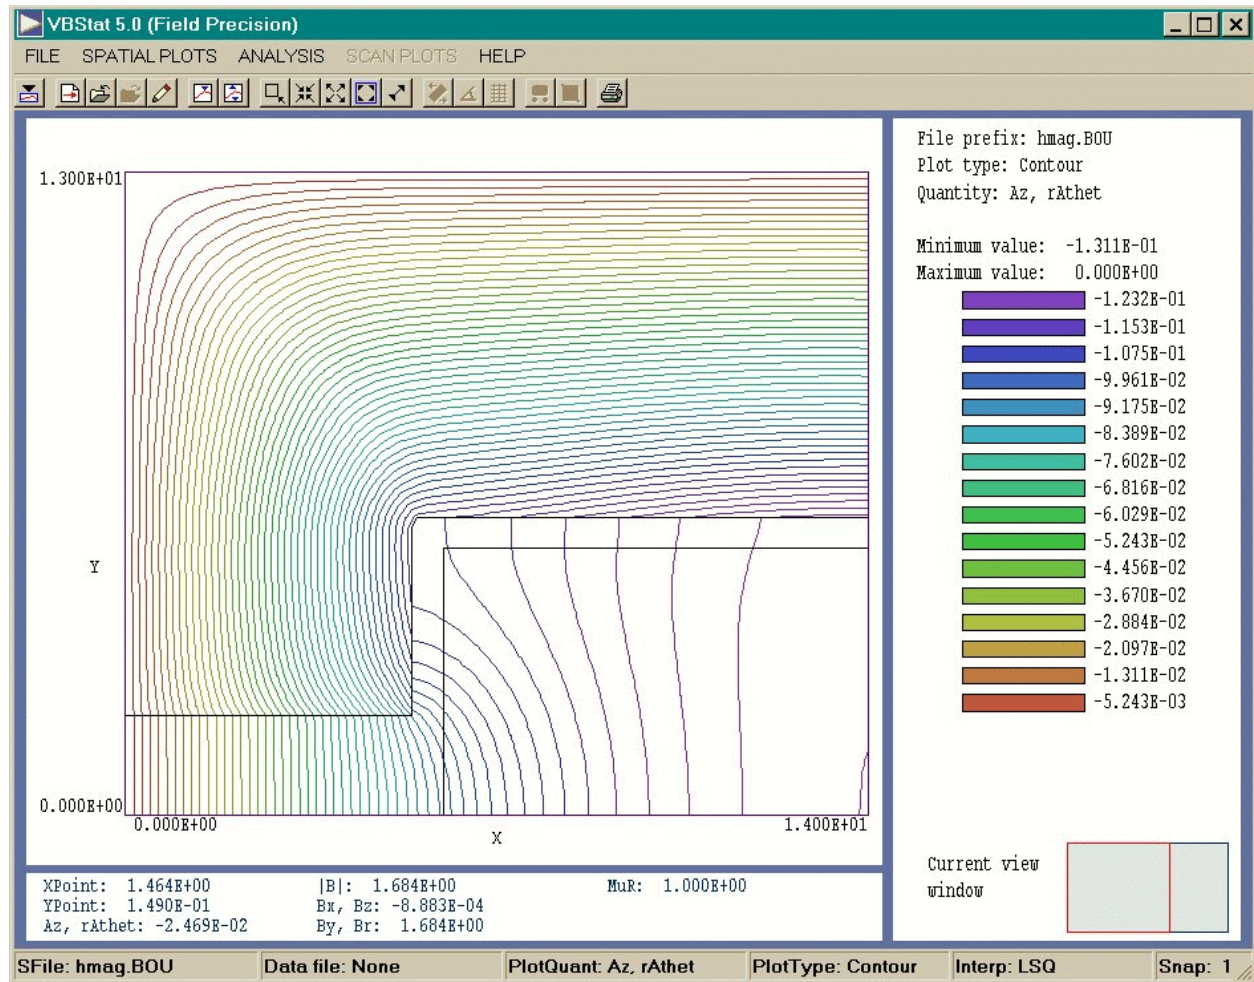 VBStat 5.0 (Field Precision)
FILE SPATIAL PLOTS ANALYSIS SCAN PLOTS HELP
1.300E+01
Y
0.000E+00
0.000E+00
X
1.400E+01
File prefix: hmag.BOU
Plot type: Contour
Quantity: Az, rAthet
Minimum value: -1.311E-01
Maximum value: 0.000E+00
-1.232E-01
-1.153E-01
-1.075E-01
-9.961E-02
-9.175E-02
-8.389E-02
-7.602E-02
-6.816E-02
-6.029E-02
-5.243E-02
-4.456E-02
-3.670E-02
-2.884E-02
-2.097E-02
-1.311E-02
-5.243E-03
Current view
window
XPoint: 1.464E+00 |B|: 1.684E+00 MuR: 1.000E+00
YPoint: 1.490E-01 Bx, Bz: -8.883E-04
Az, rAthet: -2.469E-02 By, Br: 1.684E+00
SFile: hmag.BOU Data file: None PlotQuant: Az, rAthet PlotType: Contour Interp: LSQ Snap: 1